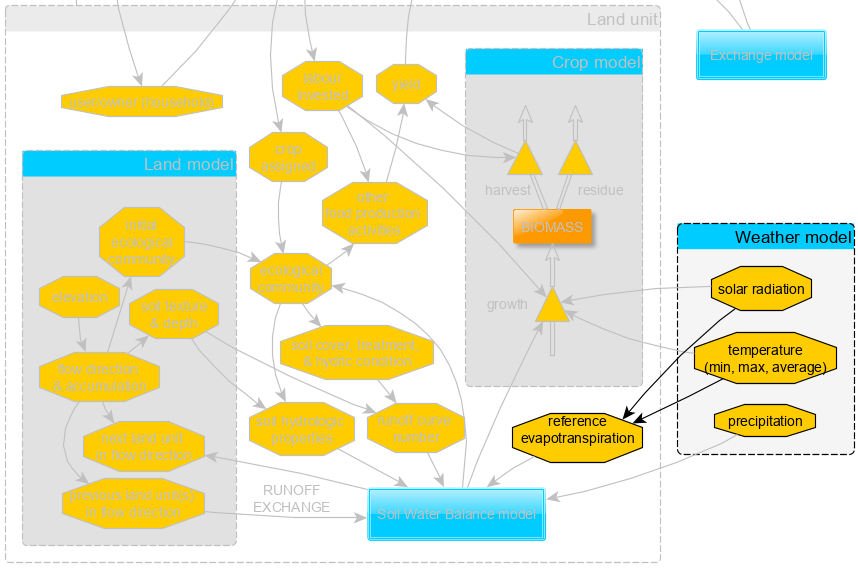 Land unit
Exchange model
Crop model
user/owner (household)
labour
invested
yield
crop
assigned
Land model
harvest
residue
other
food production
activities
BIOMASS
initial
ecological
community
Weather model
ecological
community
elevation
soil texture
& depth
growth
solar radiation
soil cover, treatment
& hydric condition
temperature
(min, max, average)
flow direction
& accumulation
precipitation
soil hydrologic
properties
runoff curve
number
reference
evapotranspiration
next land unit
in flow direction
previous land unit(s)
in flow direction
RUNOFF
EXCHANGE
Soil Water Balance model